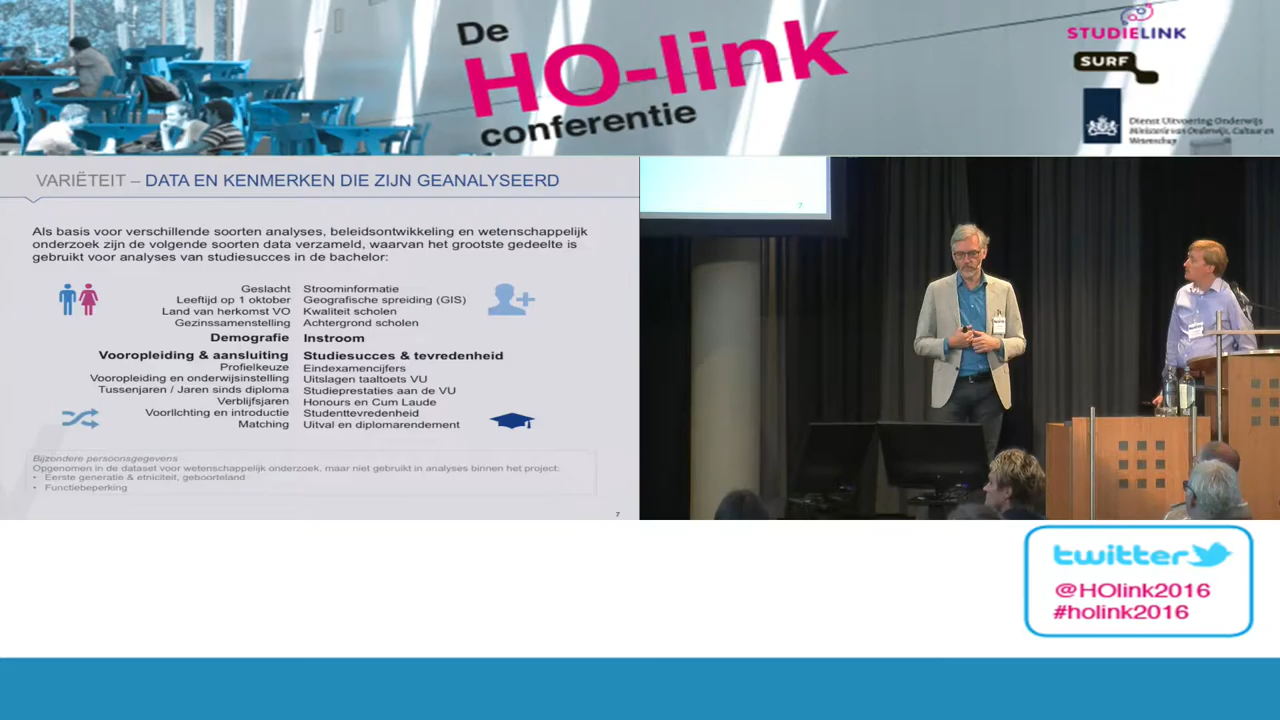 De
HO-link
conferentie
STUDIELINK
SURF
Dienst Uitvoering Onderwijs
Ministerie van Onderwijs, Cultuur en
Wetenschap
VARIËTEIT – DATA EN KENMERKEN DIE ZIJN GEANALYSEERD
Als basis voor verschillende soorten analyses, beleidsontwikkeling en wetenschappelijk
onderzoek zijn de volgende soorten data verzameld, waarvan het grootste gedeelte is
gebruikt voor analyses van studiesucces in de bachelor:
Geslacht
Leeftijd op 1 oktober
Land van herkomst VO
Gezinssamenstelling
Demografie
Stroominformatie
Geografische spreiding (GIS)
Kwaliteit scholen
Achtergrond scholen
Instroom
Vooropleiding & aansluiting
Profielkeuze
Vooropleiding en onderwijsinstelling
Tussenjaren / Jaren sinds diploma
Verblijfsjaren
Voorlichting en introductie
Matching
Studiesucces & tevredenheid
Eindexamencijfers
Uitslagen taaltoets VU
Studieprestaties aan de VU
Honours en Cum Laude
Studenttevredenheid
Uitval en diplomarendement
Bijzondere persoonsgegevens
Opgenomen in de dataset voor wetenschappelijk onderzoek, maar niet gebruikt in analyses binnen het project:
• Eerste generatie & etniciteit, geboorteland
• Functiebeperking
7
7
twitter
@HOlink2016
#holink2016